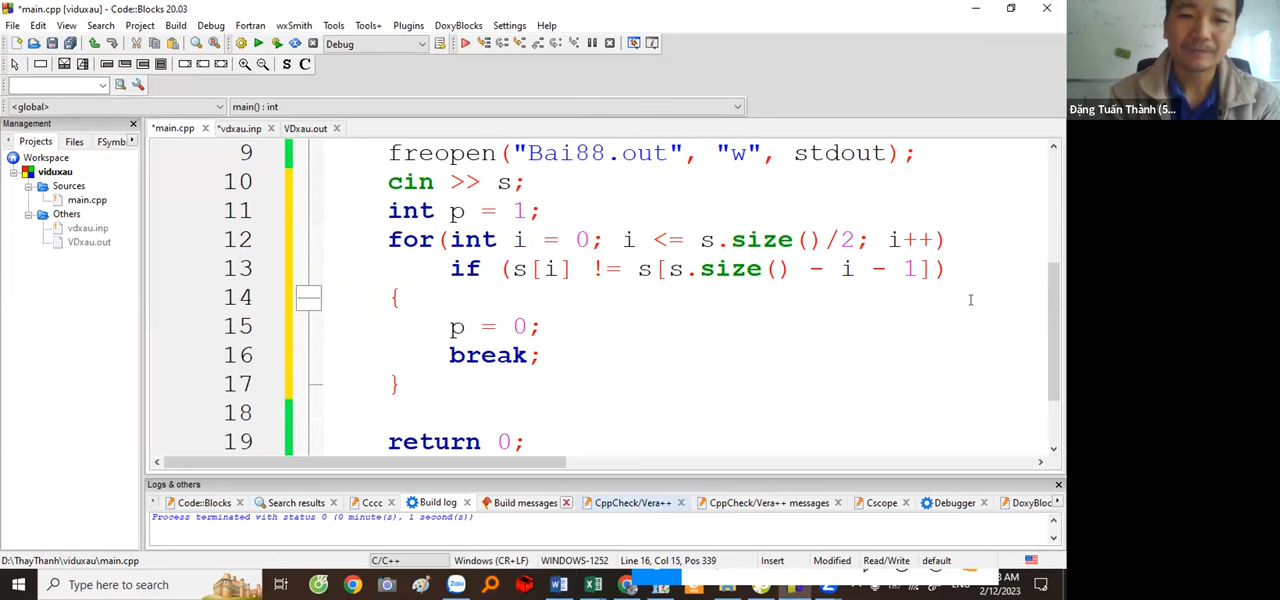 *main.cpp [viduxau] - Code::Blocks 20.03
File Edit View Search Project Build Debug Fortran wxSmith Tools Tools+ Plugins DoxyBlocks Settings Help
Debug
S C
<global> main() : int
Management
*main.cpp *vdxau.inp VDxau.out
Projects Files FSymb
Workspace
viduxau
Sources
main.cpp
Others
vdxau.inp
VDxau.out
9 freopen("Bai88.out", "w", stdout);
10 cin >> s;
11 int p = 1;
12 for(int i = 0; i <= s.size()/2; i++)
13 if (s[i] != s[s.size() - i - 1])
14 {
15 p = 0;
16 break;
17 }
18
19 return 0;
Đặng Tuấn Thành (5...
Logs & others
Code::Blocks Search results Cccc Build log Build messages CppCheck/Vera++ CppCheck/Vera++ messages Cscope Debugger DoxyBlo
Process terminated with status 0 (0 minute(s), 1 second(s))
D:\ThayThanh\viduxau\main.cpp C/C++ Windows (CR+LF) WINDOWS-1252 Line 16, Col 15, Pos 339 Insert Modified Read/Write default
Type here to search
AM
2/12/2023